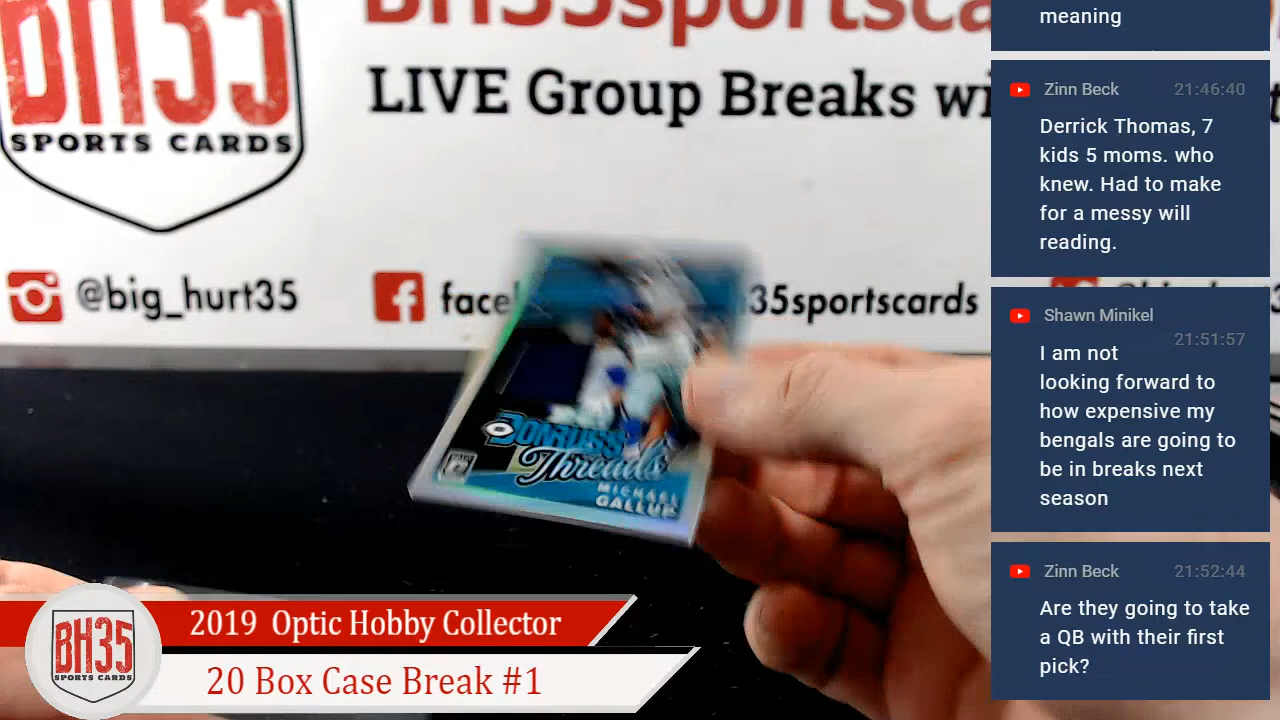 BH35
SPORTS CARDS
BH35sportsca
LIVE Group Breaks wi
@big_hurt35
face
35sportscards
DONRUSS
Threads
MICHAEL
GALLUP
2019 Optic Hobby Collector
20 Box Case Break #1
BH35
SPORTS CARDS
meaning
Zinn Beck 21:46:40
Derrick Thomas, 7
kids 5 moms. who
knew. Had to make
for a messy will
reading.
Shawn Minikel
21:51:57
I am not
looking forward to
how expensive my
bengals are going to
be in breaks next
season
Zinn Beck 21:52:44
Are they going to take
a QB with their first
pick?